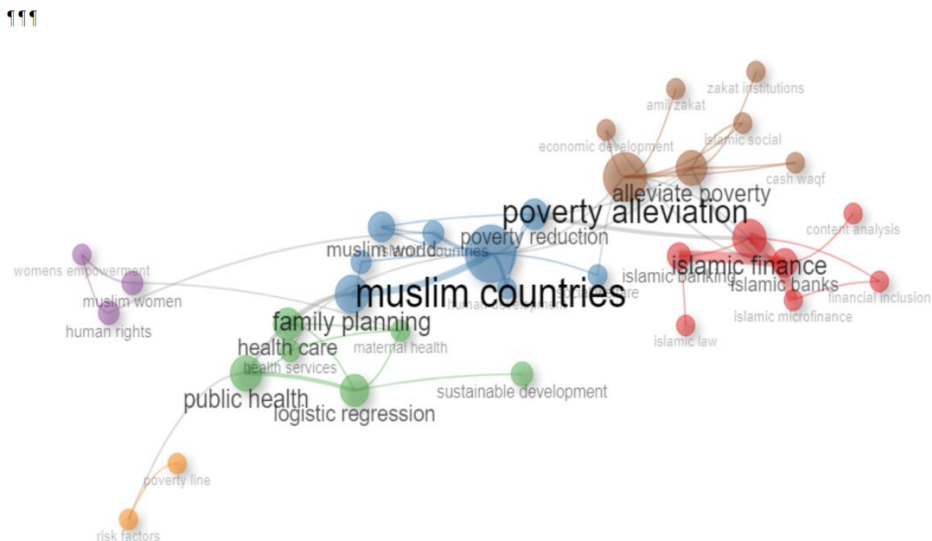 ¶¶¶
zakat institutions
amil zakat
islamic social
economic development
cash waqf
alleviate poverty
poverty alleviation
content analysis
poverty reduction
muslim world
countries
womens empowerment
islamic finance
islamic banking
islamic banks
muslim women
muslim countries
human development
financial inclusion
islamic microfinance
human rights
family planning
islamic law
health care
maternal health
health services
sustainable development
public health
logistic regression
poverty line
risk factors